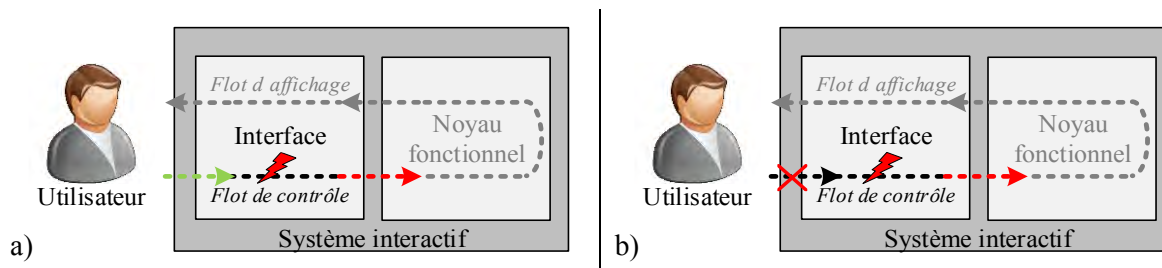 Flot d affichage
Interface
Noyau
fonctionnel
Utilisateur
Flot de contrôle
Système interactif
a)
Flot d affichage
Interface
Noyau
fonctionnel
Utilisateur
Flot de contrôle
Système interactif
b)